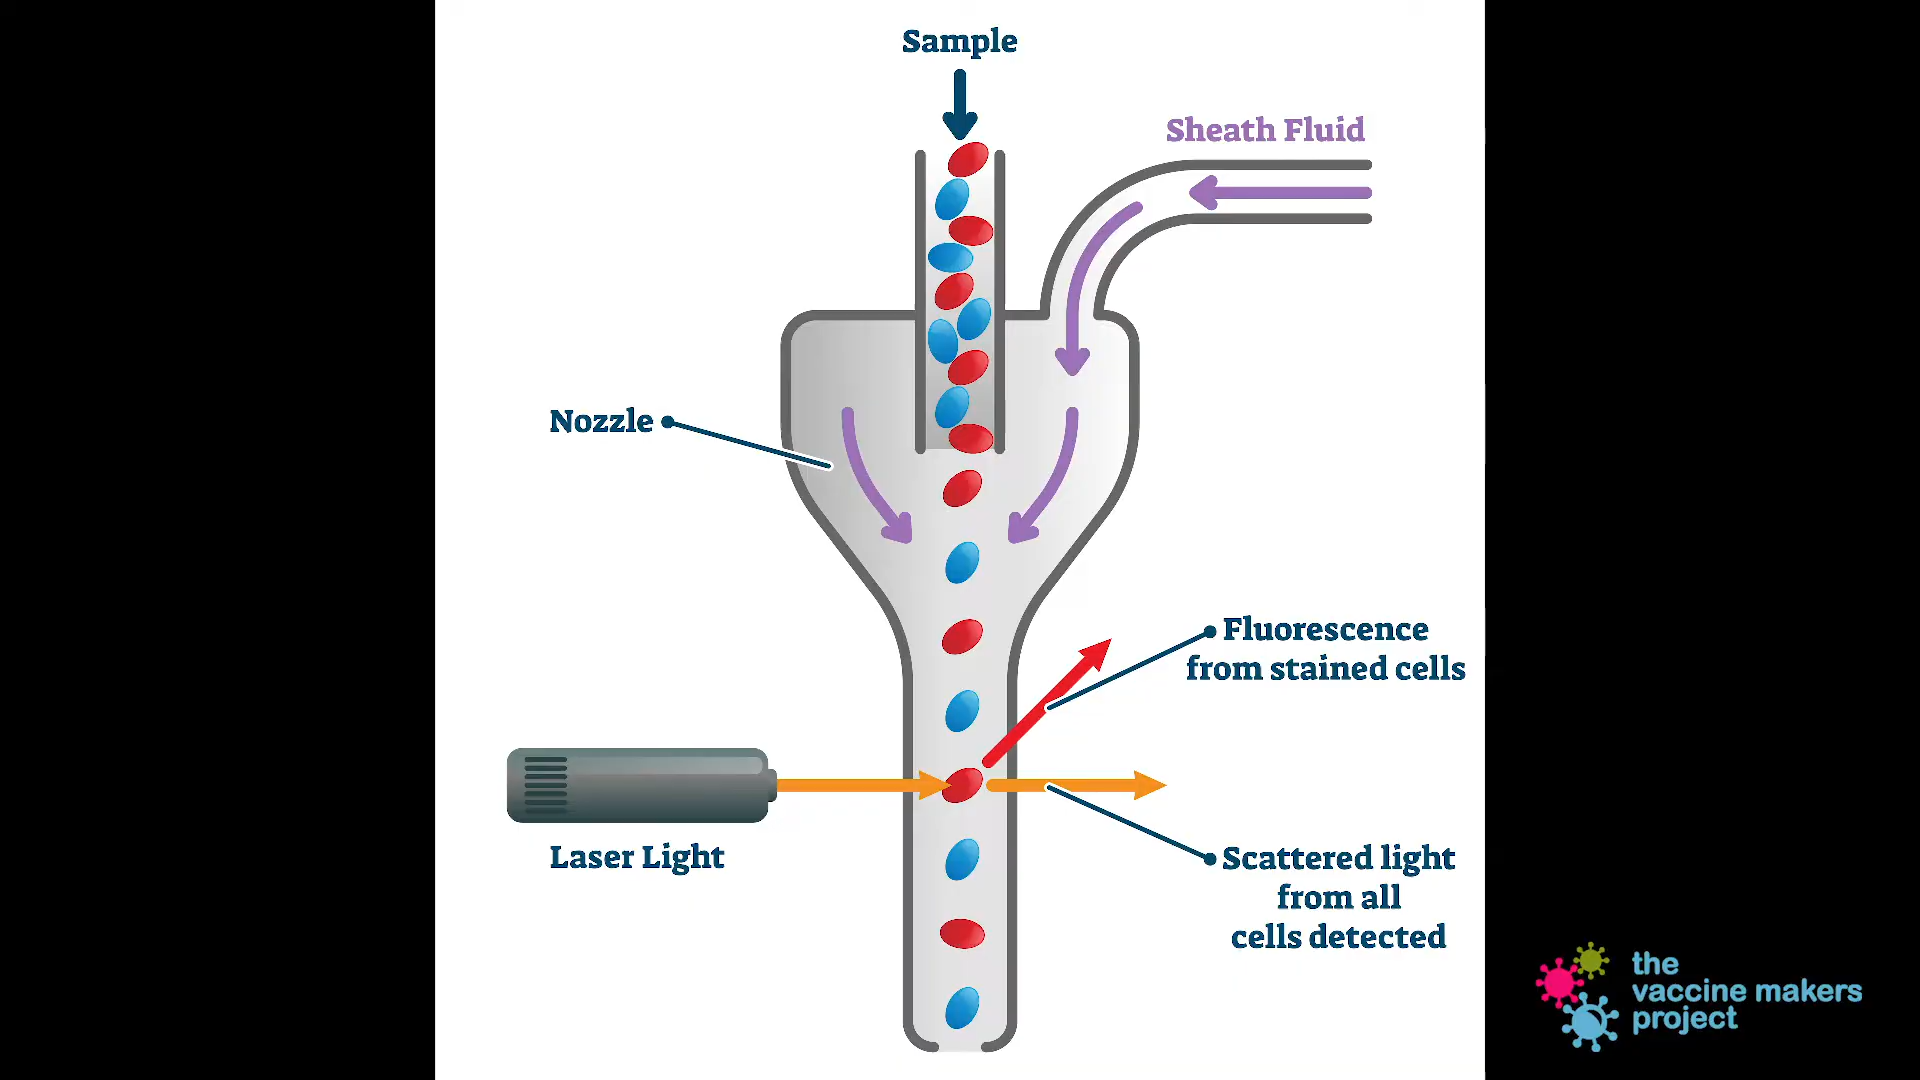 Sample
Sheath Fluid
Nozzle
Fluorescence
from stained cells
Laser Light
Scattered light
from all
cells detected
the
vaccine makers
project